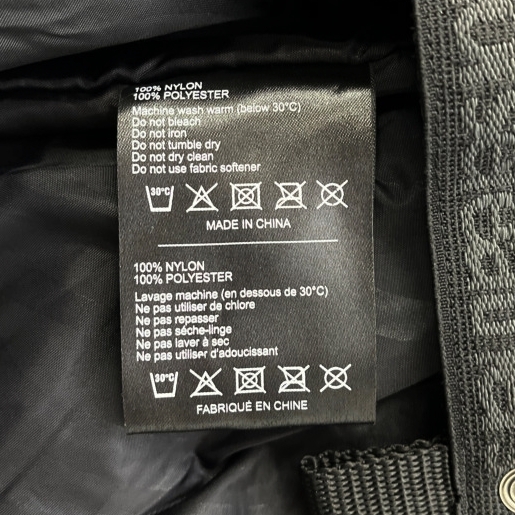 100% NYLON
100% POLYESTER
Machine wash warm (below 30°C)
Do not bleach
Do not iron
Do not tumble dry
Do not dry clean
Do not use fabric softener
30°C
MADE IN CHINA
100% NYLON
100% POLYESTER
Lavage machine (en dessous de 30°C)
Ne pas utiliser de chlore
Ne pas repasser
Ne pas séche-linge
Ne pas laver à sec
Ne pas utiliser d'adoucissant
30°C
FABRIQUÉ EN CHINE